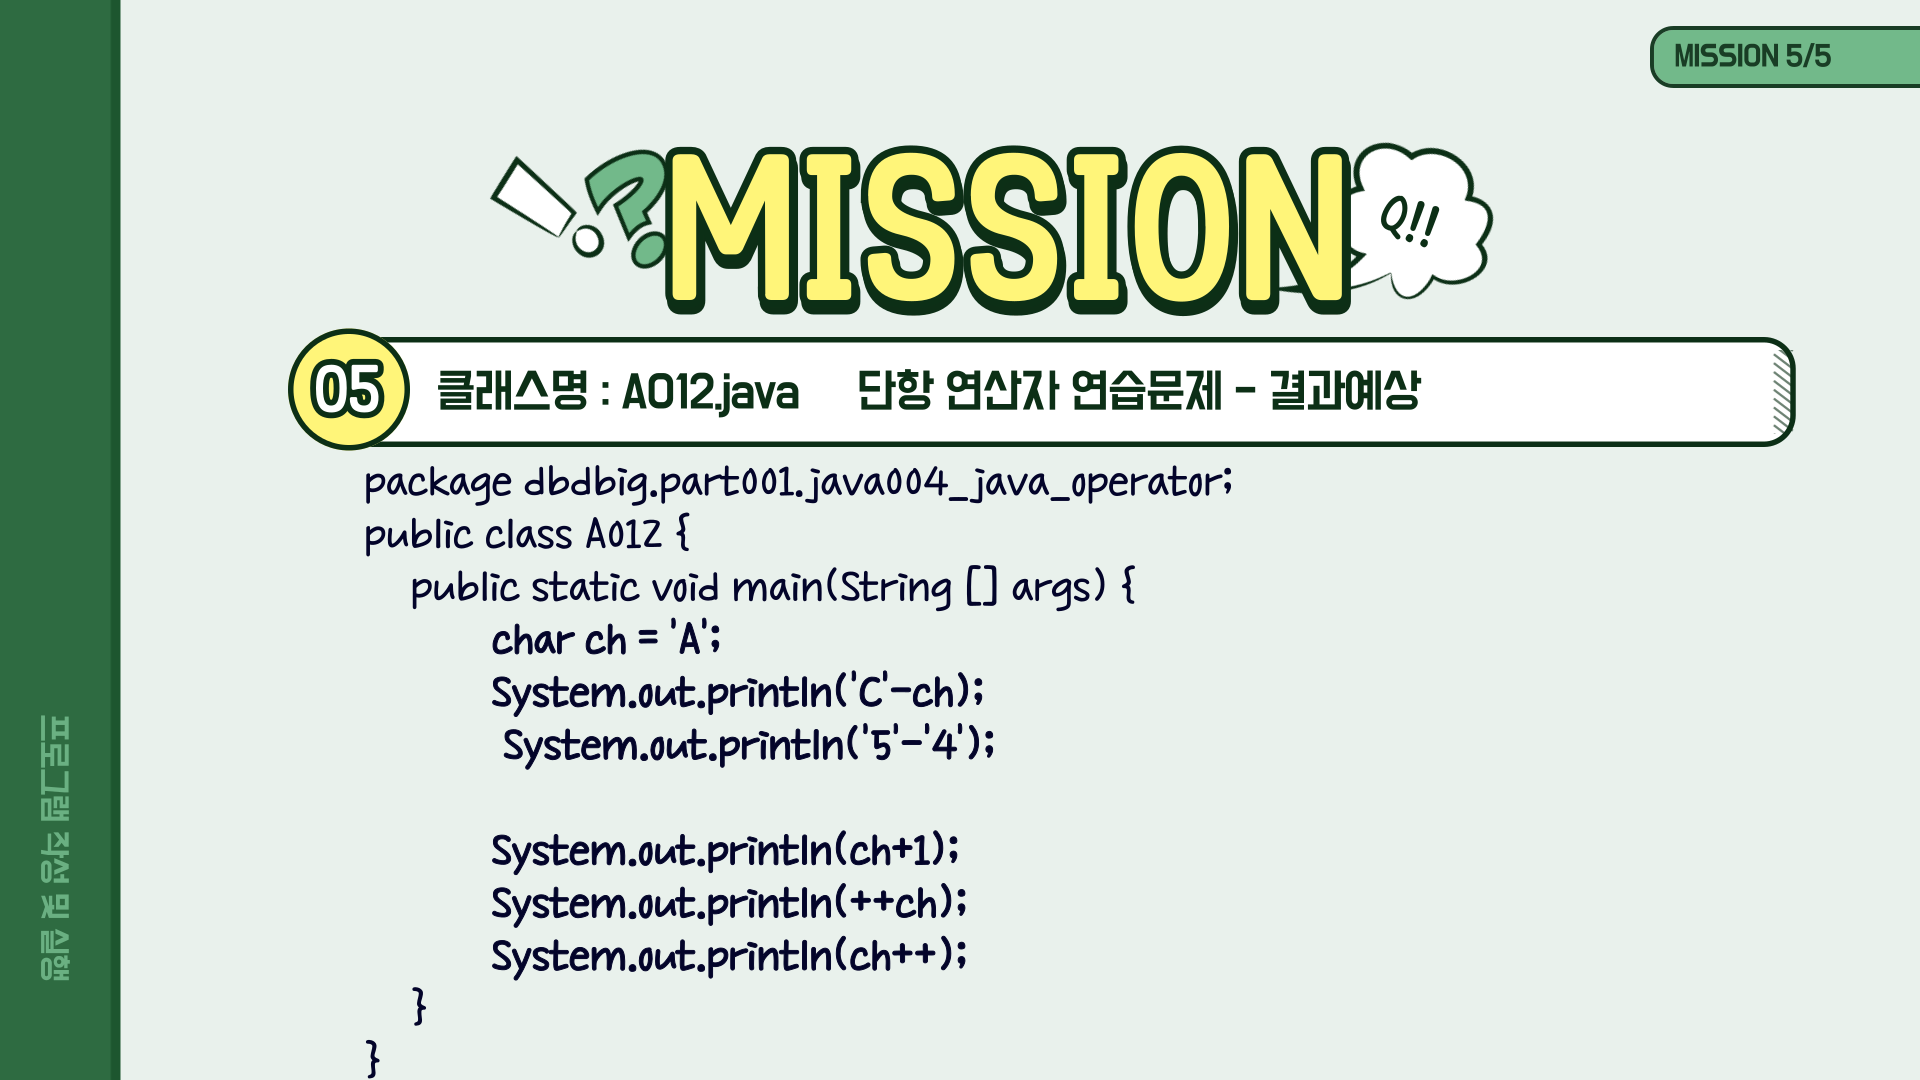 MISSION 5/5
MISSION
Q!!
05
클래스명 : A012.java 단항 연산자 연습문제 - 결과예상
package dbdbig.part001.java004_java_operator;
public class A012 {
public static void main(String [] args) {
char ch = 'A';
System.out.println('C'-ch);
System.out.println('5'-'4');
System.out.println(ch+1);
System.out.println(++ch);
System.out.println(ch++);
}
}
프로그램 작성 및 실행